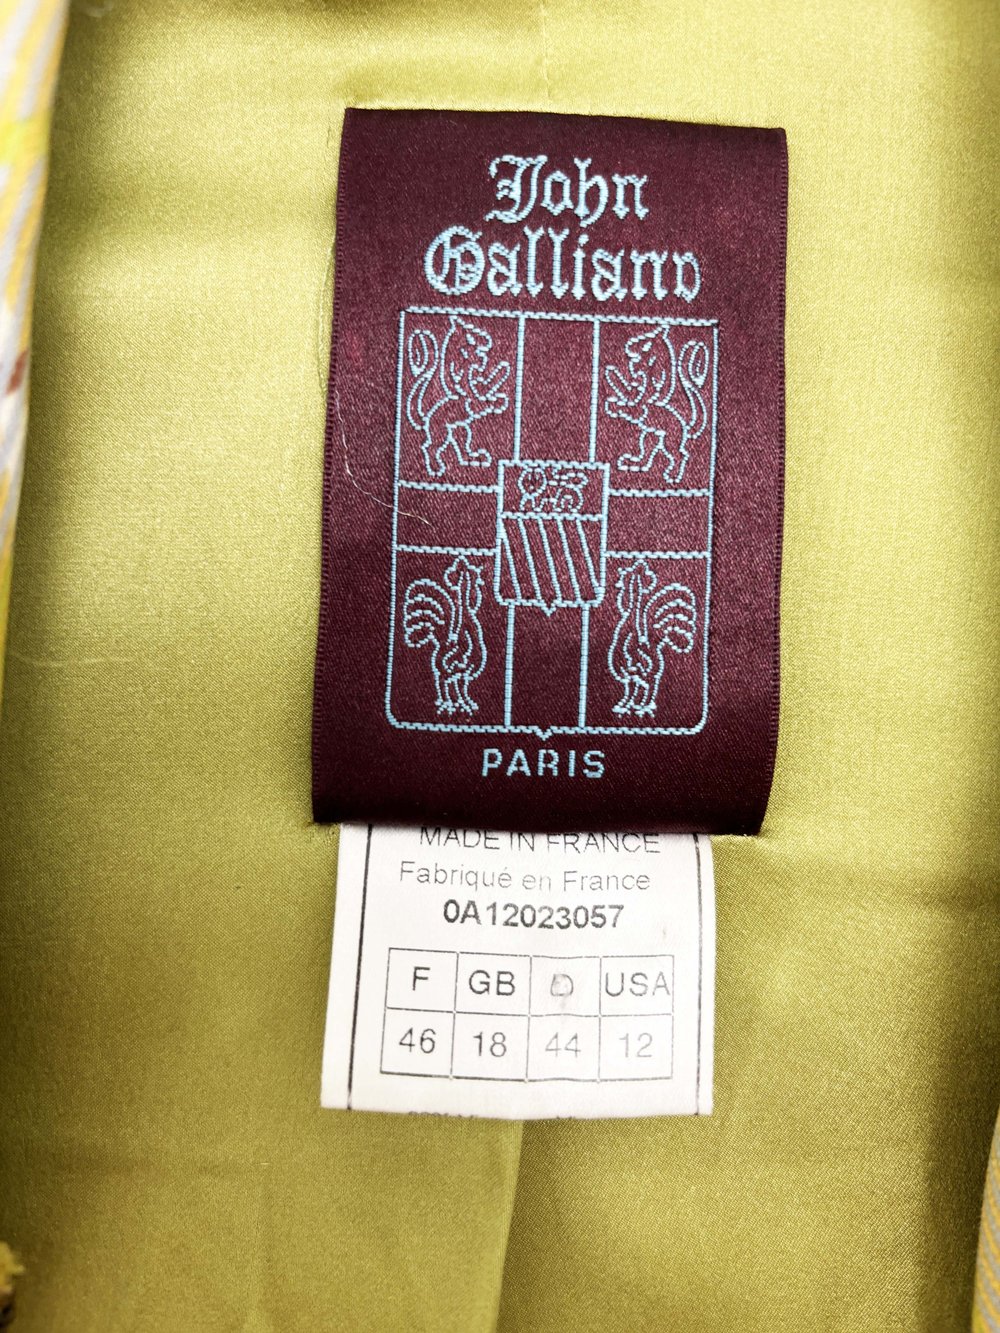 John
Galliano
PARIS
MADE IN FRANCE
Fabriqué en France
0A12023057
F GB D USA
46 18 44 12